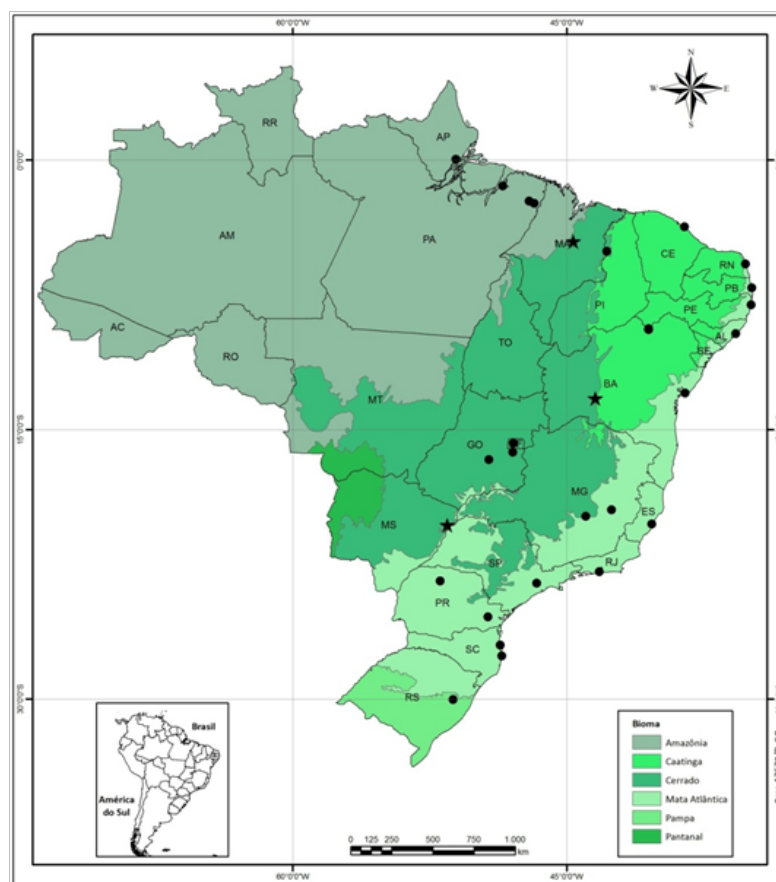 60°0'0"W
45°0'0"W
N
W
E
S
RR
AP
0°0'0"
AM
PA
MA
CE
RN
PB
PI
PE
AL
SE
AC
TO
RO
BA
MT
15°0'0"S
GO
MG
ES
MS
SP
RJ
PR
SC
RS
30°0'0"S
Brasil
América
do Sul
Bioma
Amazônia
Caatinga
Cerrado
Mata Atlântica
Pampa
Pantanal
0 125 250 500 750 1.000
km
60°0'0"W
45°0'0"W